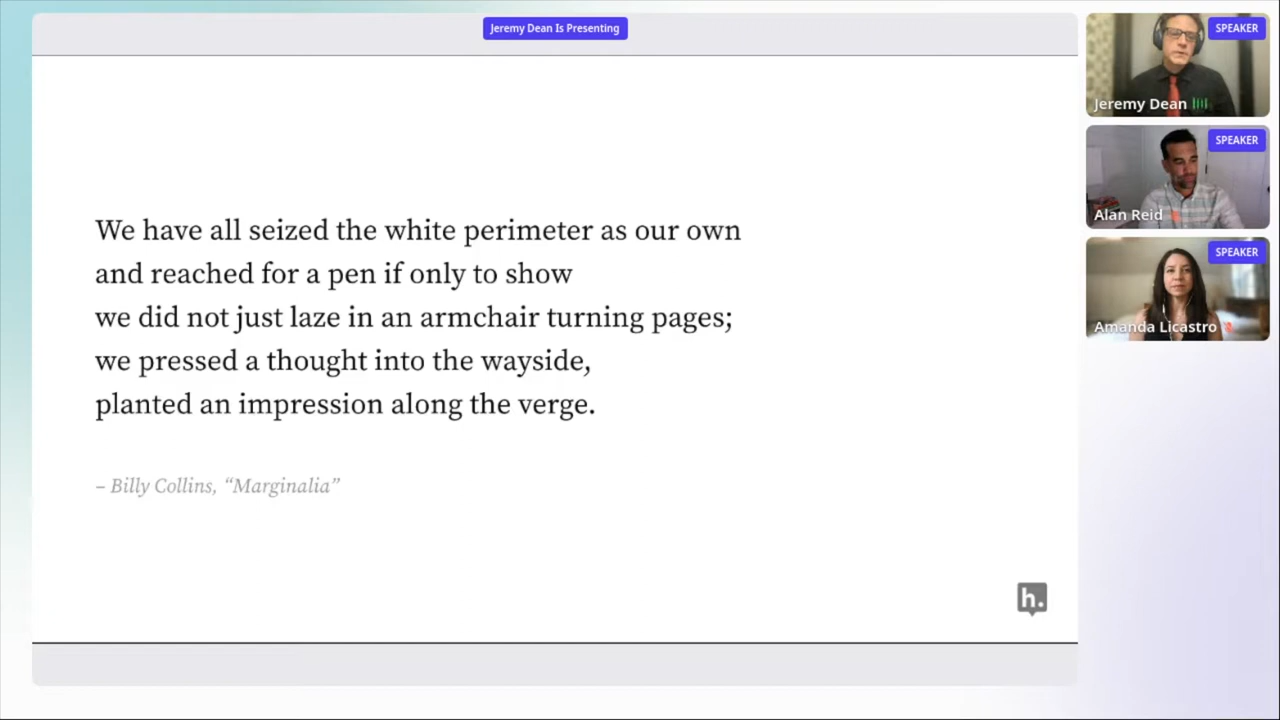 Jeremy Dean Is Presenting
We have all seized the white perimeter as our own
and reached for a pen if only to show
we did not just laze in an armchair turning pages;
we pressed a thought into the wayside,
planted an impression along the verge.
– Billy Collins, “Marginalia”
h.
SPEAKER
Jeremy Dean
SPEAKER
Alan Reid
SPEAKER
Amanda Licastro